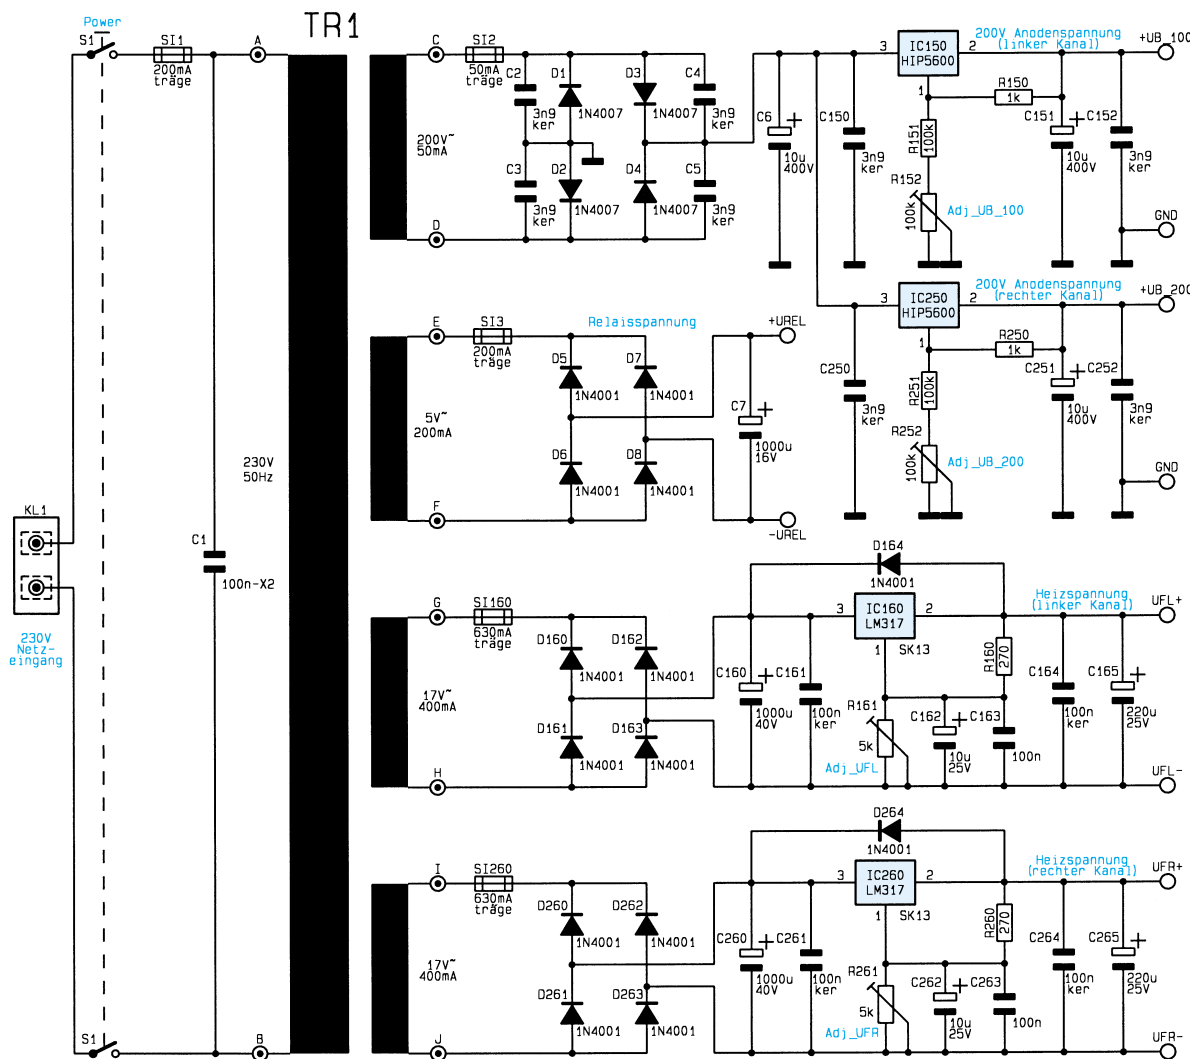 TR1
Power
S1
SI1
200mA
träge
A
C
SI2
50mA
träge
C2
3n9
ker
D1
1N4007
D3
1N4007
C4
3n9
ker
200V~
50mA
C3
3n9
ker
D2
1N4007
D4
1N4007
C5
3n9
ker
D
C6
+
10u
400V
C150
3n9
ker
3
IC150
HIP5600
2
1
200V Anodenspannung
(linker Kanal)
+UB_100
R150
1k
R151
100k
R152
100k
Adj_UB_100
C151
+
10u
400V
C152
3n9
ker
GND
E
SI3
200mA
träge
Relaisspannung
D5
1N4001
D7
1N4001
5V~
200mA
D6
1N4001
D8
1N4001
F
C7
+
1000u
16V
+UREL
-UREL
C250
3n9
ker
3
IC250
HIP5600
2
1
200V Anodenspannung
(rechter Kanal)
+UB_200
R250
1k
R251
100k
R252
100k
Adj_UB_200
C251
+
10u
400V
C252
3n9
ker
GND
230V
50Hz
KL1
230V
Netz-
eingang
C1
100n-X2
G
SI160
630mA
träge
D160
1N4001
D162
1N4001
17V~
400mA
D161
1N4001
D163
1N4001
H
D164
1N4001
3
IC160
LM317
2
1
SK13
Heizspannung
(linker Kanal)
UFL+
C160
+
1000u
40V
C161
100n
ker
R160
270
R161
5k
Adj_UFL
C162
+
10u
25V
C163
100n
C164
100n
ker
C165
+
220u
25V
UFL-
I
SI260
630mA
träge
D260
1N4001
D262
1N4001
17V~
400mA
D261
1N4001
D263
1N4001
J
D264
1N4001
3
IC260
LM317
2
1
SK13
Heizspannung
(rechter Kanal)
UFR+
C260
+
1000u
40V
C261
100n
ker
R260
270
R261
5k
Adj_UFR
C262
+
10u
25V
C263
100n
C264
100n
ker
C265
+
220u
25V
UFR-
S1
B